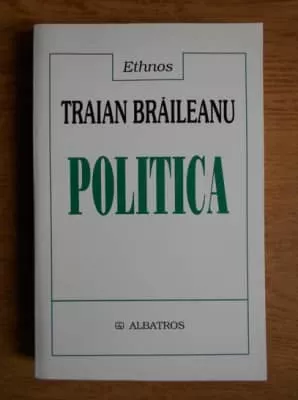 Ethnos
TRAIAN BRĂILEANU
POLITICA
ALBATROS